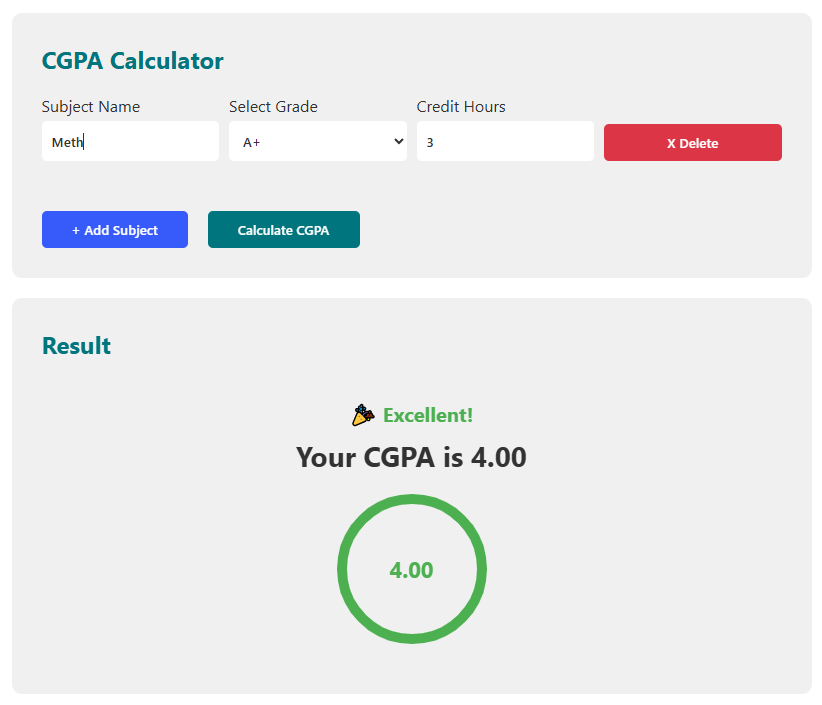 CGPA Calculator
Subject Name Select Grade Credit Hours
Meth A+ 3 X Delete
+ Add Subject Calculate CGPA
Result
🎉 Excellent!
Your CGPA is 4.00
4.00